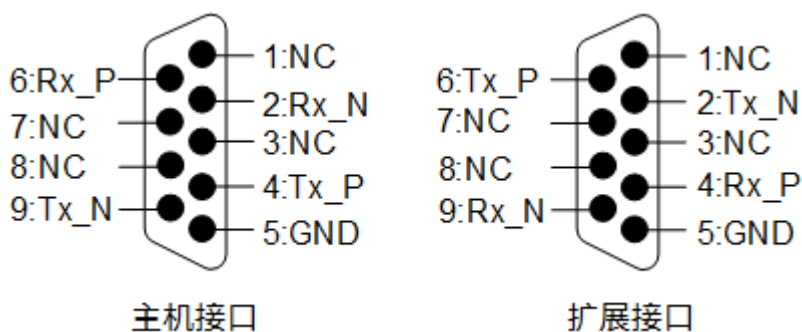 1:NC
6:Rx_P
2:Rx_N
7:NC
3:NC
8:NC
4:Tx_P
9:Tx_N
5:GND
主机接口
1:NC
6:Tx_P
2:Tx_N
7:NC
3:NC
8:NC
4:Rx_P
9:Rx_N
5:GND
扩展接口